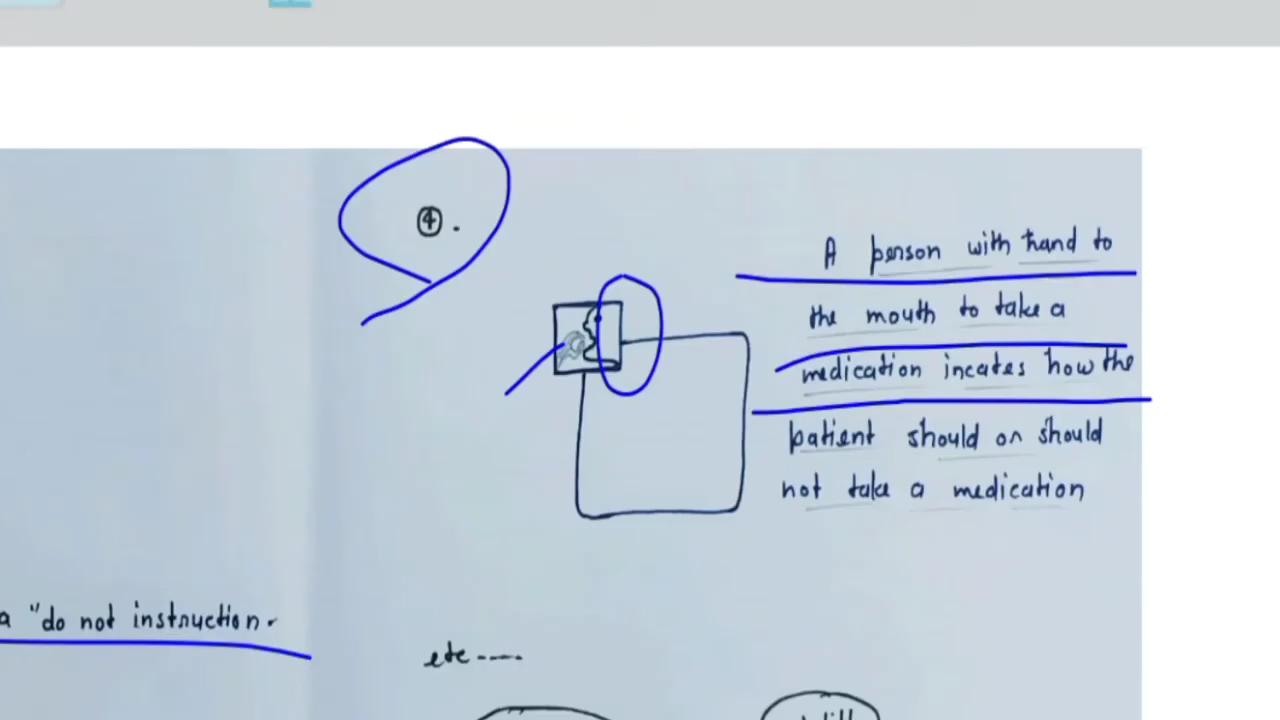 ④.
A person with hand to
the mouth to take a
medication incates how the
patient should or should
not take a medication
a "do not instruction.
etc----.